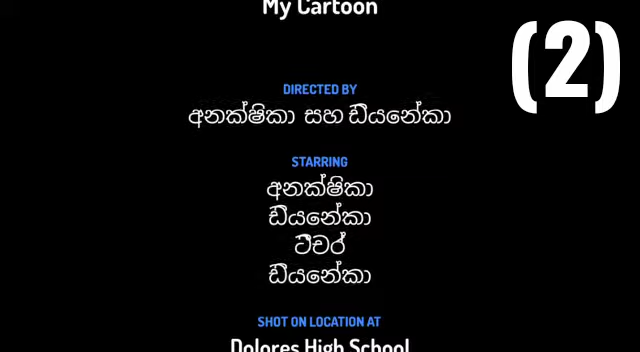 My Cartoon
(2)
DIRECTED BY
අනක්ෂිකා සහ ඩියනේකා
STARRING
අනක්ෂිකා
ඩියනේකා
ටීචර්
ඩියනේකා
SHOT ON LOCATION AT
Dolores High School